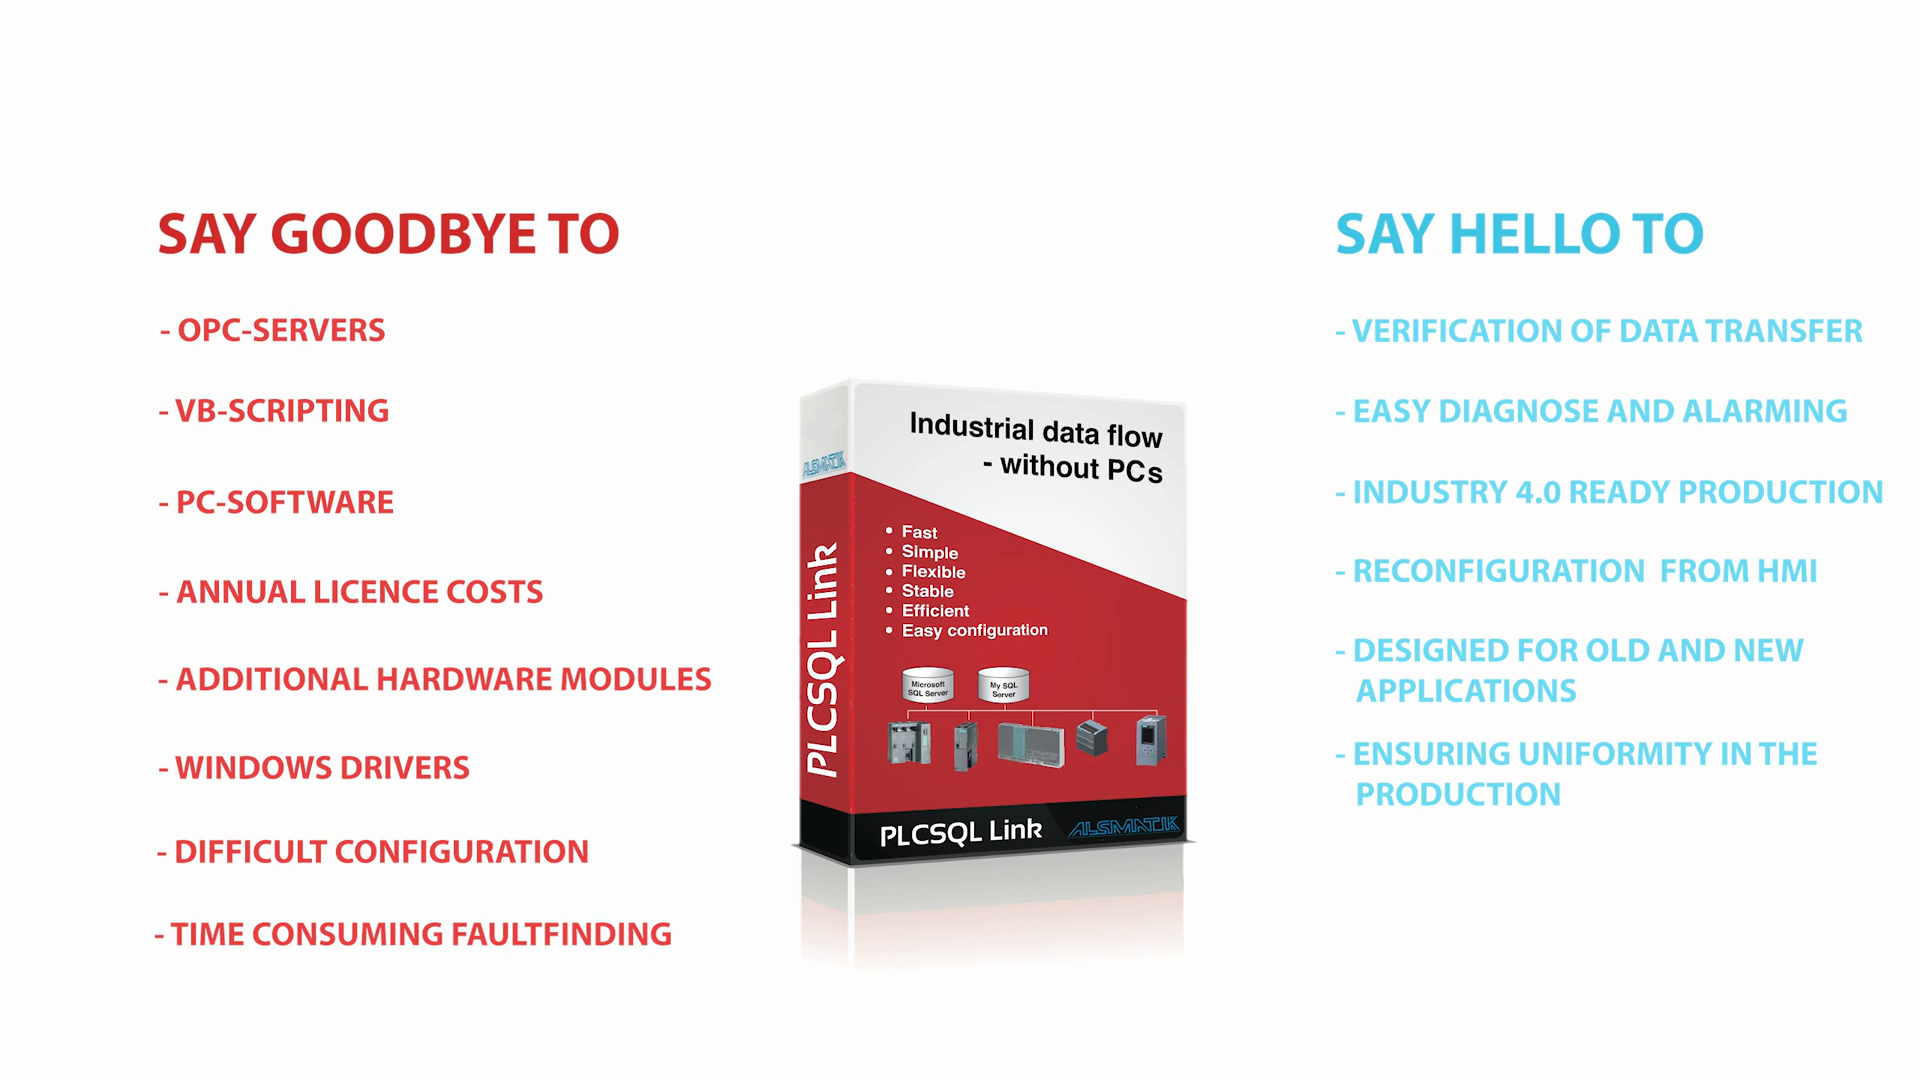 SAY GOODBYE TO
- OPC-SERVERS
- VB-SCRIPTING
- PC-SOFTWARE
- ANNUAL LICENCE COSTS
- ADDITIONAL HARDWARE MODULES
- WINDOWS DRIVERS
- DIFFICULT CONFIGURATION
- TIME CONSUMING FAULTFINDING
ALSMATIK
PLCSQL Link
Industrial data flow
- without PCs
• Fast
• Simple
• Flexible
• Stable
• Efficient
• Easy configuration
Microsoft
SQL Server
My SQL
Server
PLCSQL Link
ALSMATIK
SAY HELLO TO
- VERIFICATION OF DATA TRANSFER
- EASY DIAGNOSE AND ALARMING
- INDUSTRY 4.0 READY PRODUCTION
- RECONFIGURATION FROM HMI
- DESIGNED FOR OLD AND NEW
APPLICATIONS
- ENSURING UNIFORMITY IN THE
PRODUCTION